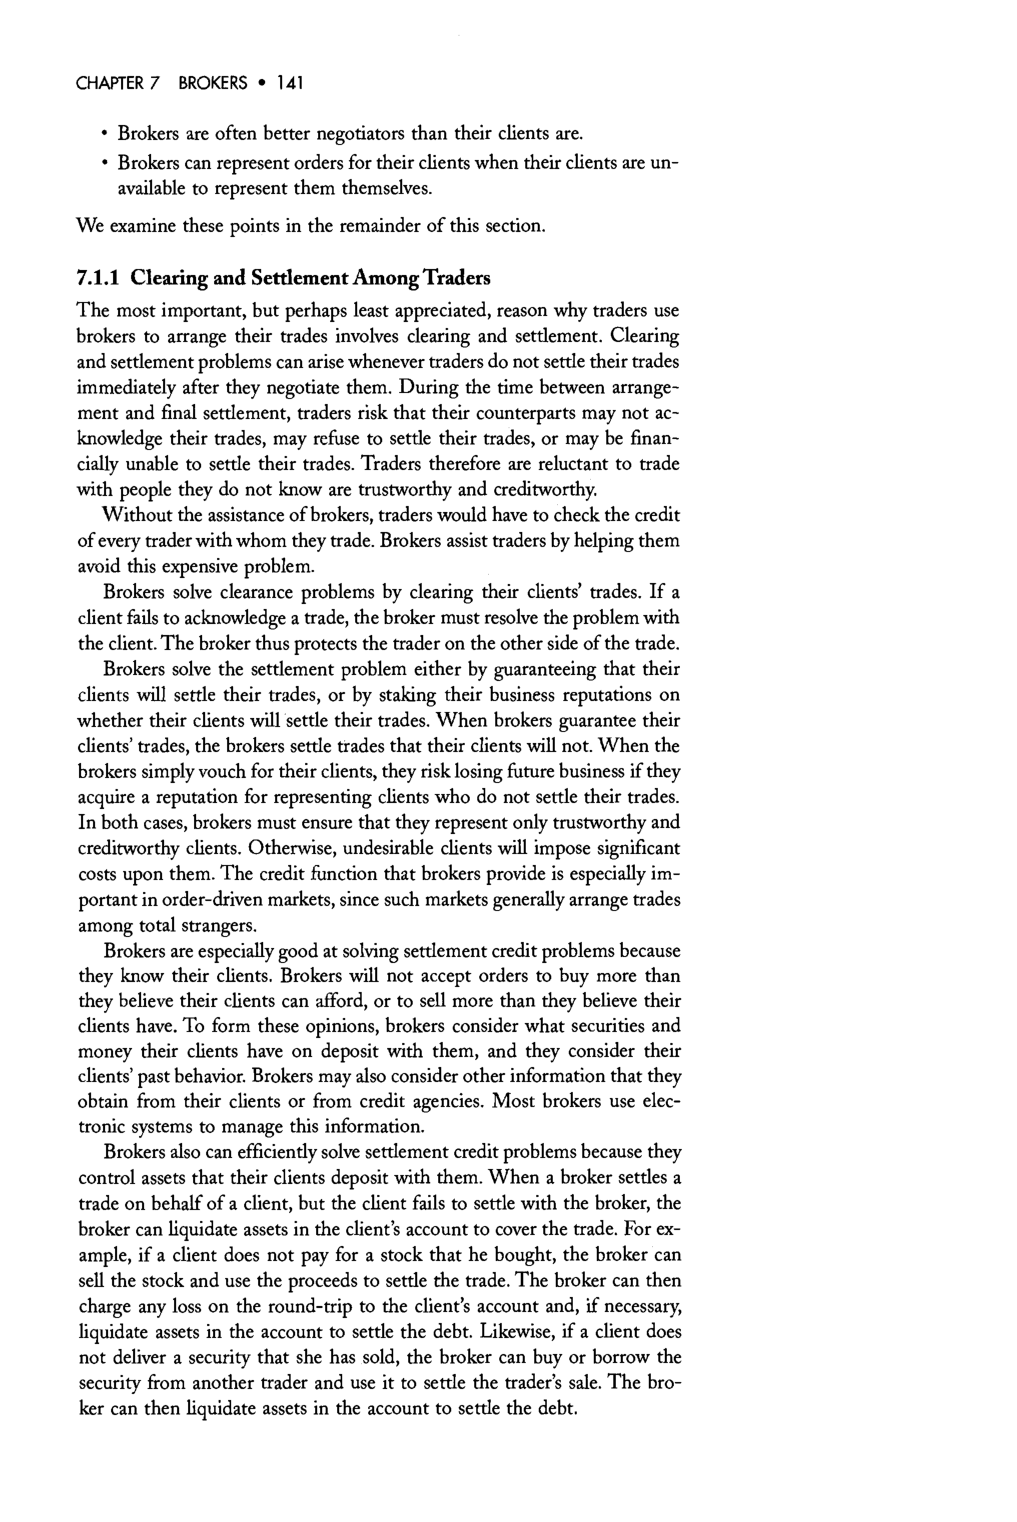 CHAPTER 7 BROKERS • 141
• Brokers are often better negotiators than their clients are.
• Brokers can represent orders for their clients when their clients are un-
available to represent them themselves.
We examine these points in the remainder of this section.
7.1.1 Clearing and Settlement Among Traders
The most important, but perhaps least appreciated, reason why traders use
brokers to arrange their trades involves clearing and settlement. Clearing
and settlement problems can arise whenever traders do not settle their trades
immediately after they negotiate them. During the time between arrange-
ment and final settlement, traders risk that their counterparts may not ac-
knowledge their trades, may refuse to settle their trades, or may be finan-
cially unable to settle their trades. Traders therefore are reluctant to trade
with people they do not know are trustworthy and creditworthy.
Without the assistance of brokers, traders would have to check the credit
of every trader with whom they trade. Brokers assist traders by helping them
avoid this expensive problem.
Brokers solve clearance problems by clearing their clients' trades. If a
client fails to acknowledge a trade, the broker must resolve the problem with
the client. The broker thus protects the trader on the other side of the trade.
Brokers solve the settlement problem either by guaranteeing that their
clients will settle their trades, or by staking their business reputations on
whether their clients will settle their trades. When brokers guarantee their
clients' trades, the brokers settle trades that their clients will not. When the
brokers simply vouch for their clients, they risk losing future business if they
acquire a reputation for representing clients who do not settle their trades.
In both cases, brokers must ensure that they represent only trustworthy and
creditworthy clients. Otherwise, undesirable clients will impose significant
costs upon them. The credit function that brokers provide is especially im-
portant in order-driven markets, since such markets generally arrange trades
among total strangers.
Brokers are especially good at solving settlement credit problems because
they know their clients. Brokers will not accept orders to buy more than
they believe their clients can afford, or to sell more than they believe their
clients have. To form these opinions, brokers consider what securities and
money their clients have on deposit with them, and they consider their
clients' past behavior. Brokers may also consider other information that they
obtain from their clients or from credit agencies. Most brokers use elec-
tronic systems to manage this information.
Brokers also can efficiently solve settlement credit problems because they
control assets that their clients deposit with them. When a broker settles a
trade on behalf of a client, but the client fails to settle with the broker, the
broker can liquidate assets in the client's account to cover the trade. For ex-
ample, if a client does not pay for a stock that he bought, the broker can
sell the stock and use the proceeds to settle the trade. The broker can then
charge any loss on the round-trip to the client's account and, if necessary,
liquidate assets in the account to settle the debt. Likewise, if a client does
not deliver a security that she has sold, the broker can buy or borrow the
security from another trader and use it to settle the trader's sale. The bro-
ker can then liquidate assets in the account to settle the debt.